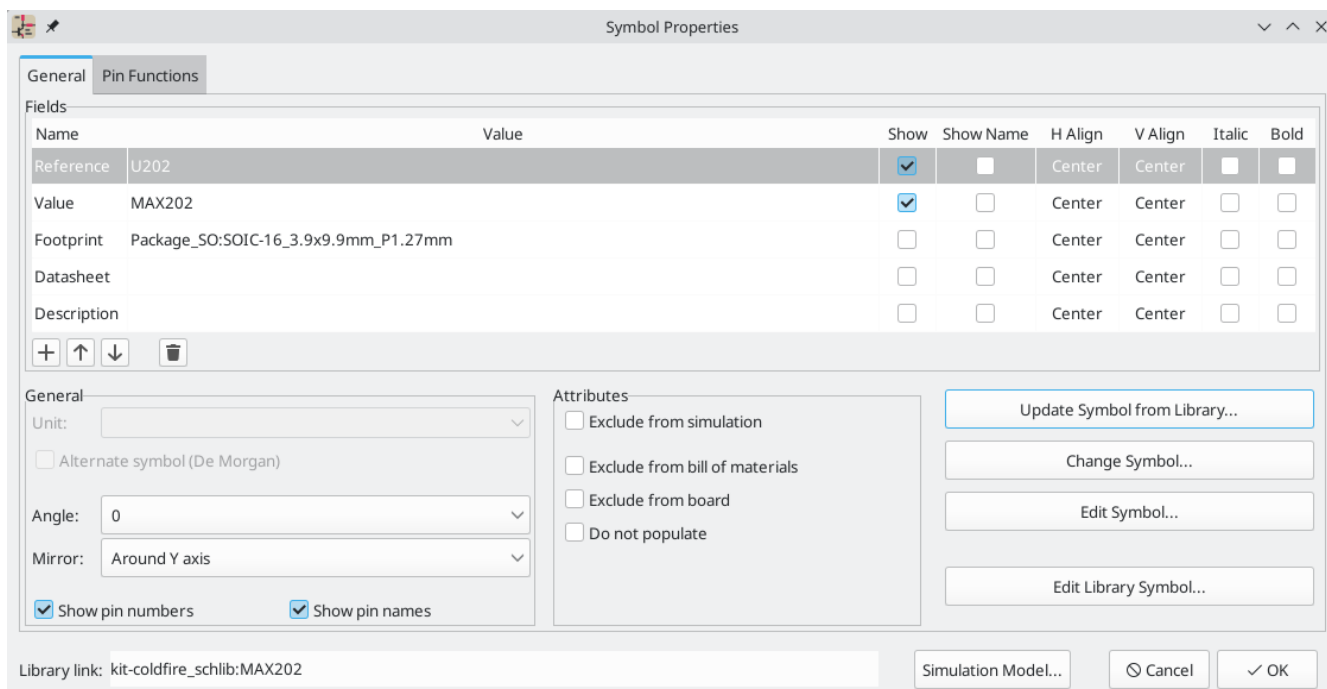 Symbol Properties
General Pin Functions
Fields
Name Value Show Show Name H Align V Align Italic Bold
Reference U202 Center Center
Value MAX202 Center Center
Footprint Package_SO:SOIC-16_3.9x9.9mm_P1.27mm Center Center
Datasheet Center Center
Description Center Center
General
Unit:
Alternate symbol (De Morgan)
Angle: 0
Mirror: Around Y axis
Show pin numbers Show pin names
Attributes
Exclude from simulation
Exclude from bill of materials
Exclude from board
Do not populate
Update Symbol from Library...
Change Symbol...
Edit Symbol...
Edit Library Symbol...
Library link: kit-coldfire_schlib:MAX202 Simulation Model... Cancel OK